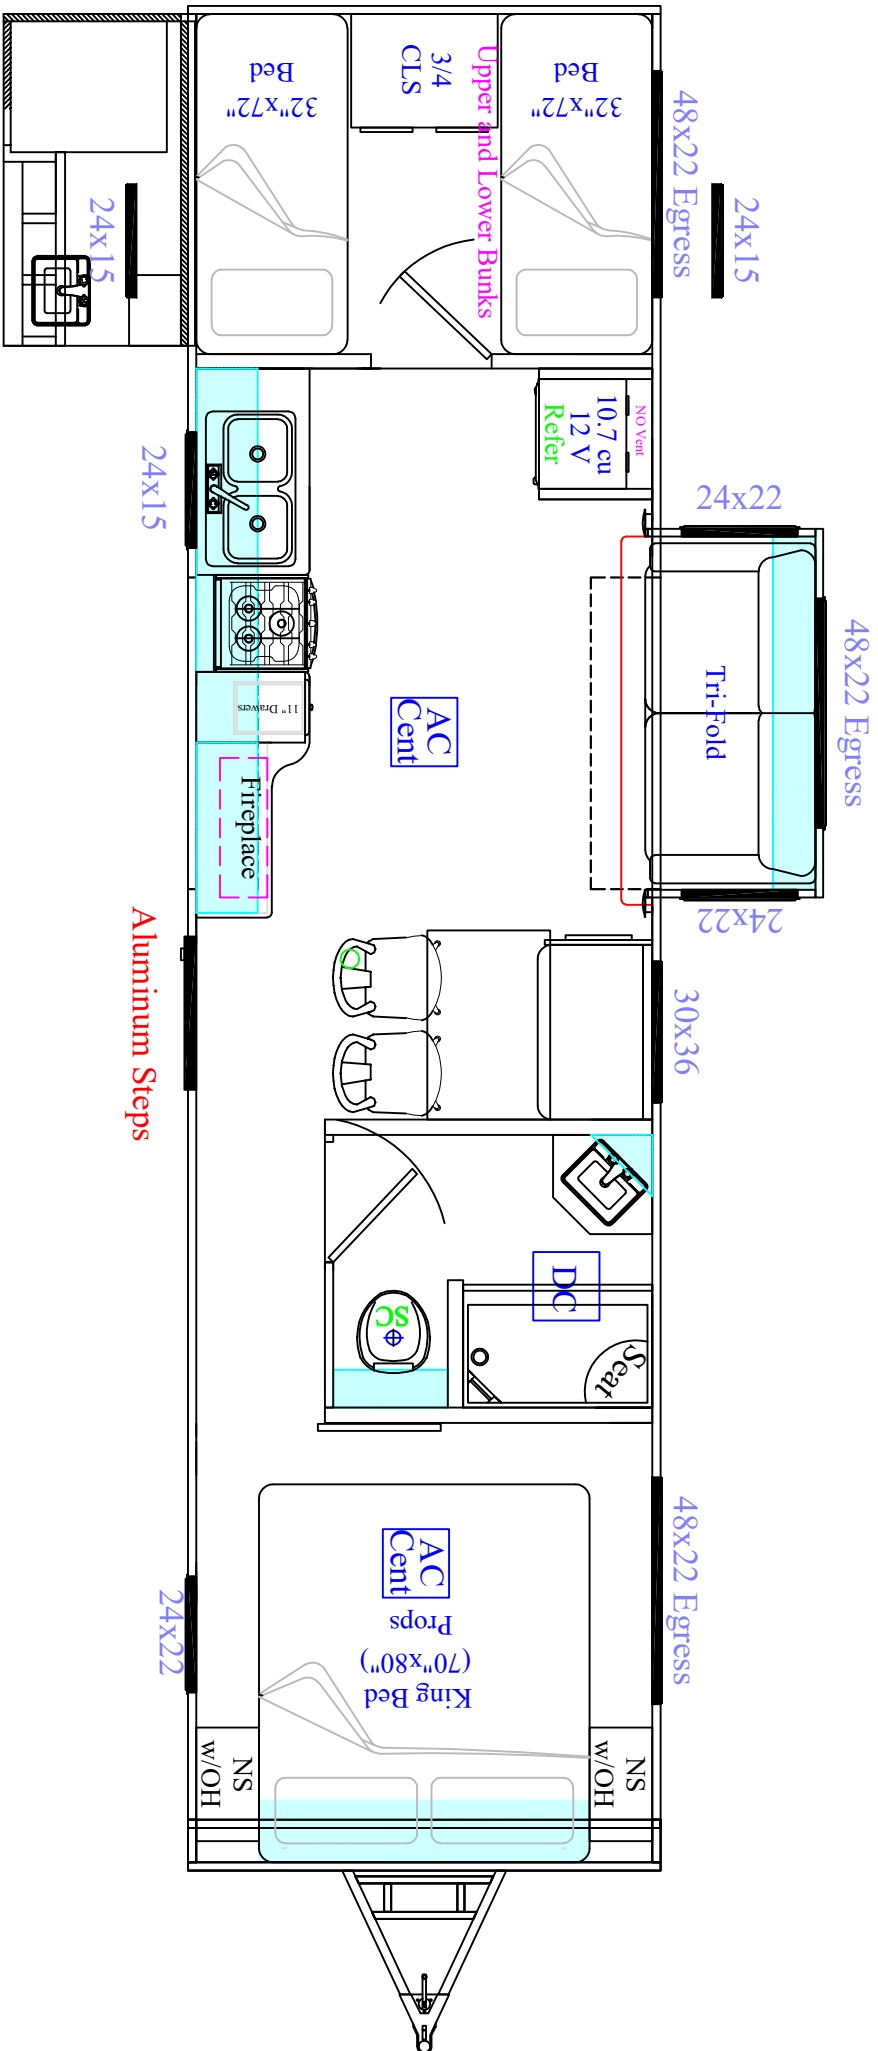 32"x72"
Bed
3/4
CLS
Upper and Lower Bunks
32"x72"
Bed
48x22 Egress
24x15
24x15
NO Vent
10.7 cu
12 V
Refer
24x15
24x22
48x22 Egress
Tri-Fold
24x22
AC
Cent
11" Drawers
Fireplace
Aluminum Steps
30x36
DC
SC
Seat
48x22 Egress
AC
Cent
King Bed
(70"x80")
Props
24x22
NS
w/OH
NS
w/OH